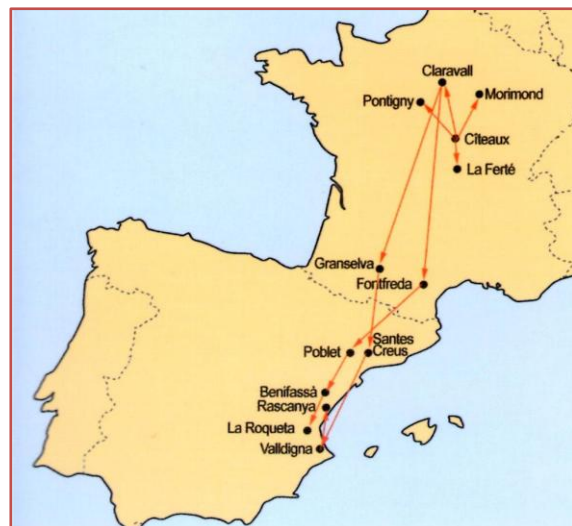 Claravall
Morimond
Pontigny
Cîteaux
La Ferté
Granselva
Fontfreda
Santes
Creus
Poblet
Benifassà
Rascanya
La Roqueta
Valldigna